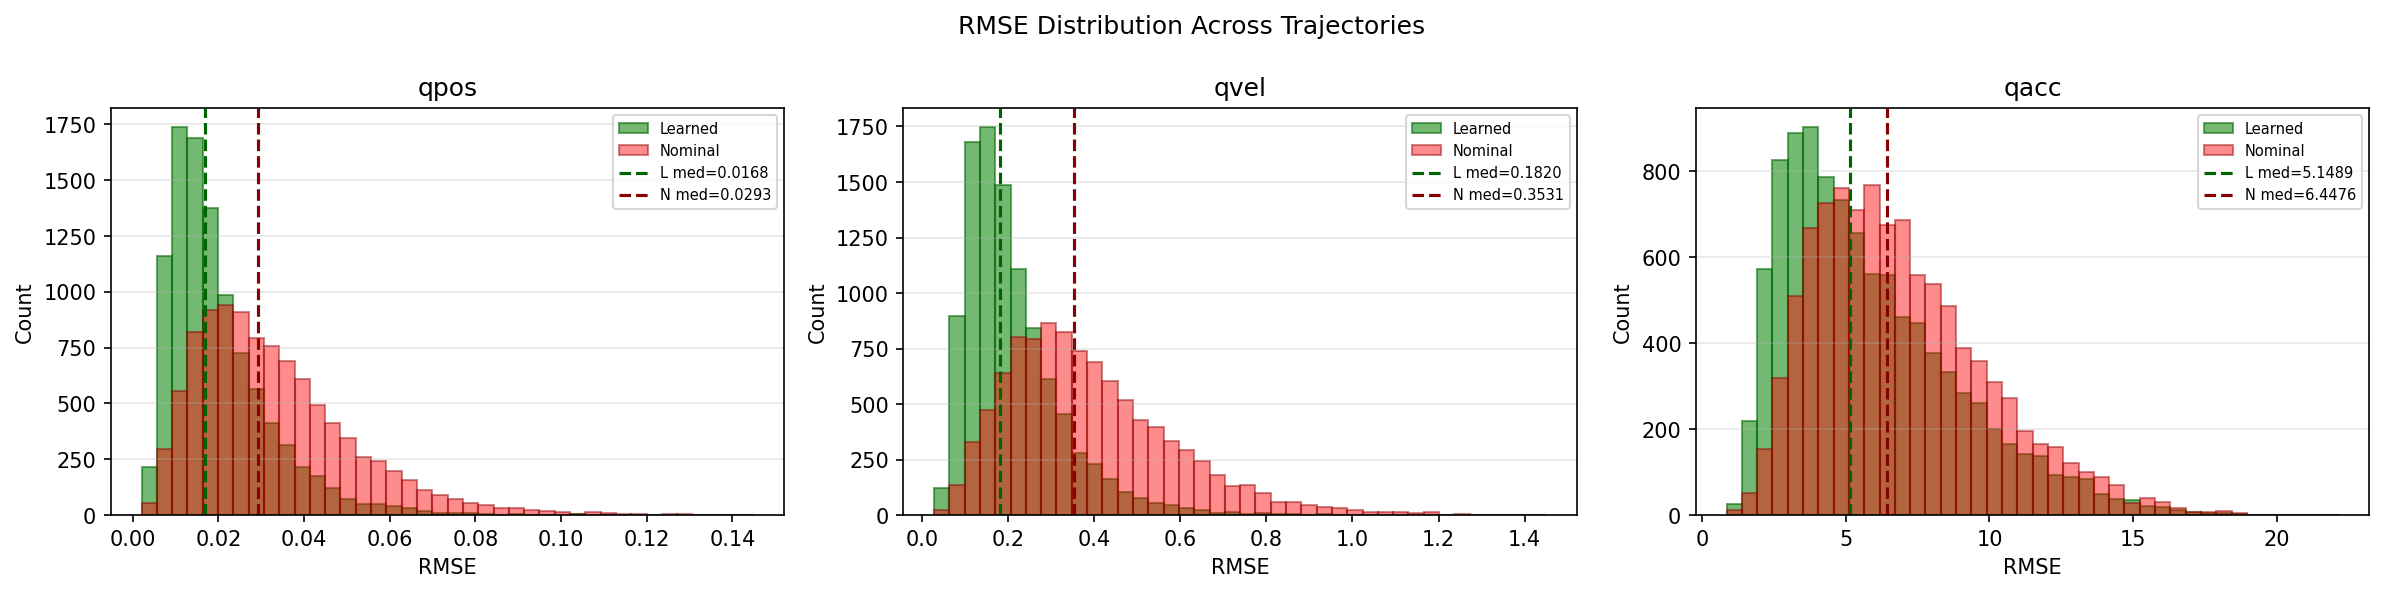 RMSE Distribution Across Trajectories
qpos
Count
1750
1500
1250
1000
750
500
250
0
0.00 0.02 0.04 0.06 0.08 0.10 0.12 0.14
RMSE
Learned
Nominal
L med=0.0168
N med=0.0293
qvel
Count
1750
1500
1250
1000
750
500
250
0
0.0 0.2 0.4 0.6 0.8 1.0 1.2 1.4
RMSE
Learned
Nominal
L med=0.1820
N med=0.3531
qacc
Count
800
600
400
200
0
0 5 10 15 20
RMSE
Learned
Nominal
L med=5.1489
N med=6.4476